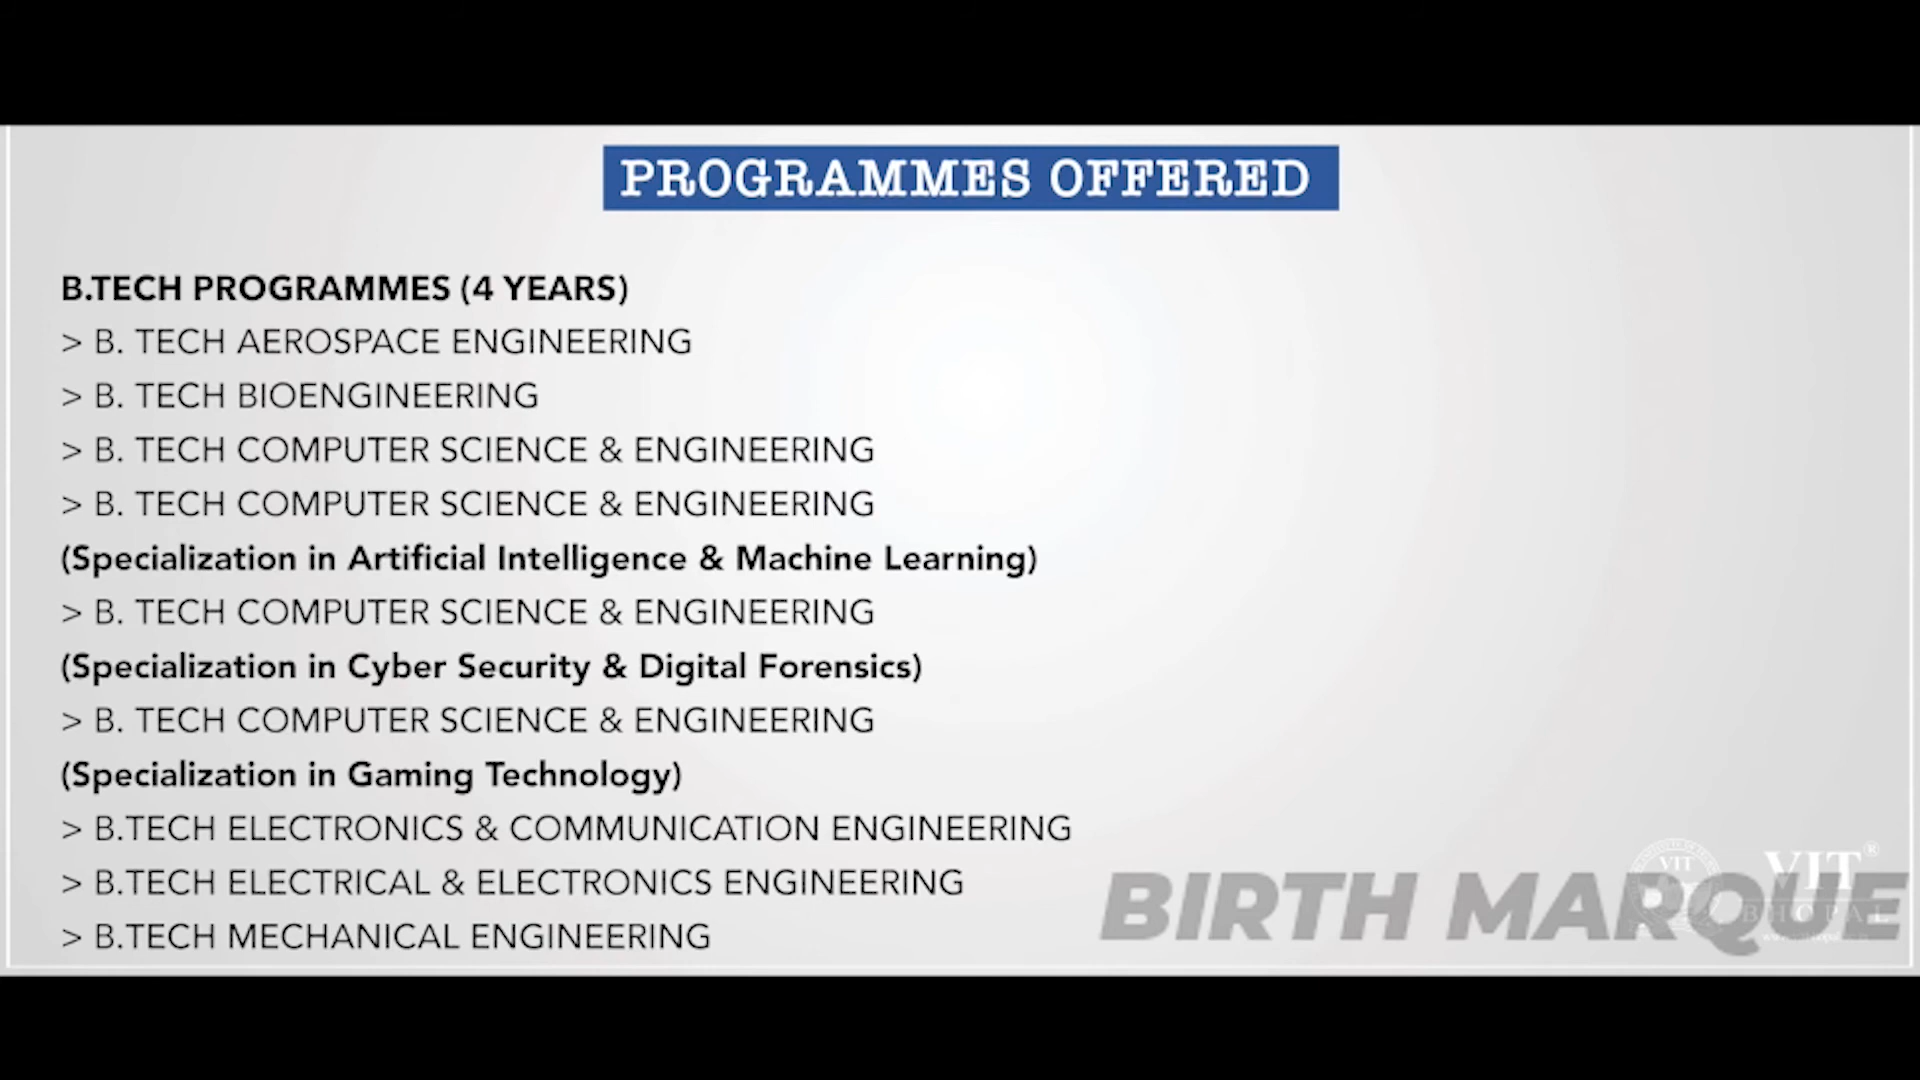 PROGRAMMES OFFERED
B.TECH PROGRAMMES (4 YEARS)
> B. TECH AEROSPACE ENGINEERING
> B. TECH BIOENGINEERING
> B. TECH COMPUTER SCIENCE & ENGINEERING
> B. TECH COMPUTER SCIENCE & ENGINEERING
(Specialization in Artificial Intelligence & Machine Learning)
> B. TECH COMPUTER SCIENCE & ENGINEERING
(Specialization in Cyber Security & Digital Forensics)
> B. TECH COMPUTER SCIENCE & ENGINEERING
(Specialization in Gaming Technology)
> B.TECH ELECTRONICS & COMMUNICATION ENGINEERING
> B.TECH ELECTRICAL & ELECTRONICS ENGINEERING
> B.TECH MECHANICAL ENGINEERING
VIT
VIT®
BHOPAL
BIRTH MARQUE